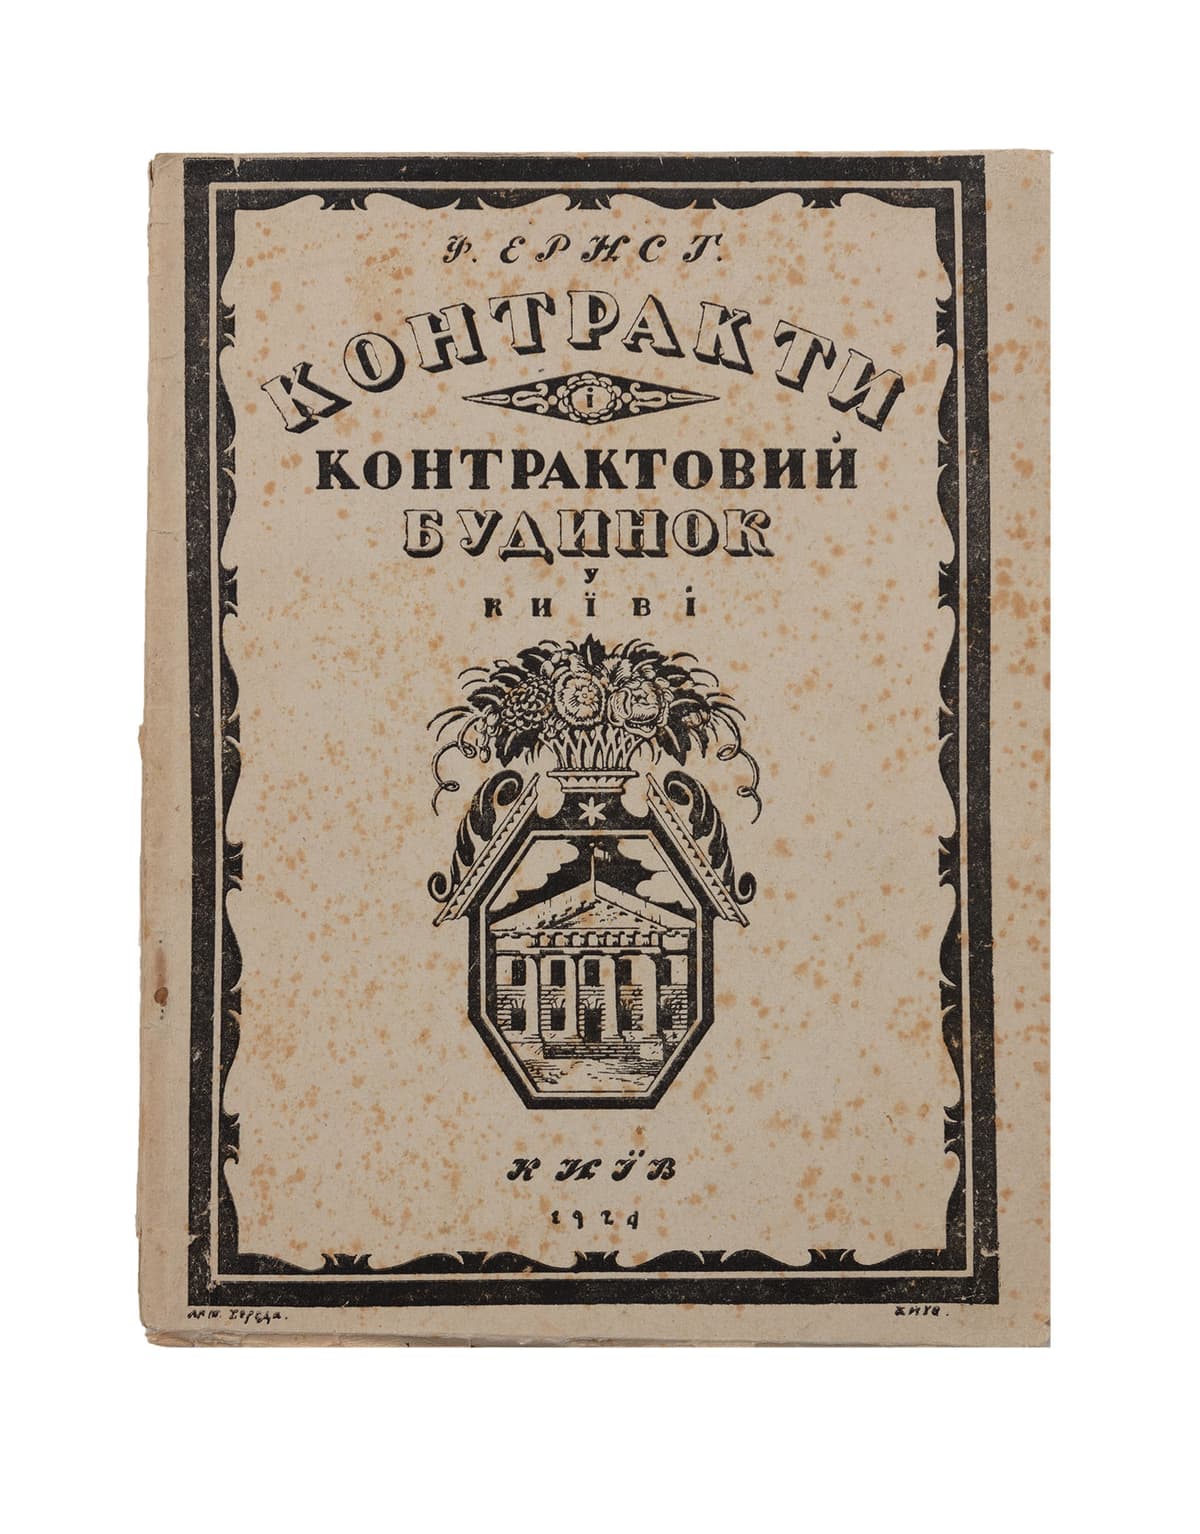 Ф. ЕРНСТ.
КОНТРАКТИ
і
КОНТРАКТОВИЙ
БУДИНОК
У
КИЇВІ
КИЇВ
1924